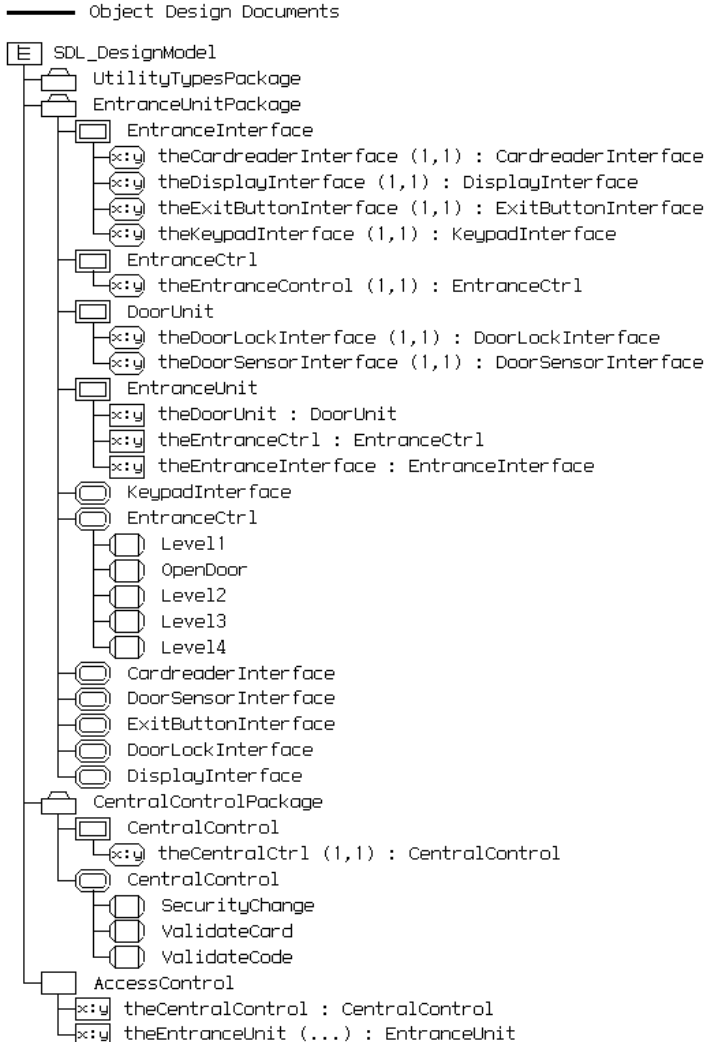 Object Design Documents
E SDL_DesignModel
UtilityTypesPackage
EntranceUnitPackage
EntranceInterface
x:y theCardreaderInterface (1,1) : CardreaderInterface
x:y theDisplayInterface (1,1) : DisplayInterface
x:y theExitButtonInterface (1,1) : ExitButtonInterface
x:y theKeypadInterface (1,1) : KeypadInterface
EntranceCtrl
x:y theEntranceControl (1,1) : EntranceCtrl
DoorUnit
x:y theDoorLockInterface (1,1) : DoorLockInterface
x:y theDoorSensorInterface (1,1) : DoorSensorInterface
EntranceUnit
x:y theDoorUnit : DoorUnit
x:y theEntranceCtrl : EntranceCtrl
x:y theEntranceInterface : EntranceInterface
KeypadInterface
EntranceCtrl
Level1
OpenDoor
Level2
Level3
Level4
CardreaderInterface
DoorSensorInterface
ExitButtonInterface
DoorLockInterface
DisplayInterface
CentralControlPackage
CentralControl
x:y theCentralCtrl (1,1) : CentralControl
CentralControl
SecurityChange
ValidateCard
ValidateCode
AccessControl
x:y theCentralControl : CentralControl
x:y theEntranceUnit (...) : EntranceUnit